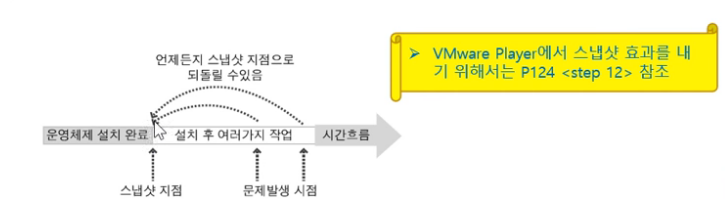 언제든지 스냅샷 지점으로
되돌릴 수있음
➢ VMware Player에서 스냅샷 효과를 내
기 위해서는 P124 <step 12> 참조
운영체제 설치 완료 설치 후 여러가지 작업 시간흐름
스냅샷 지점 문제발생 시점